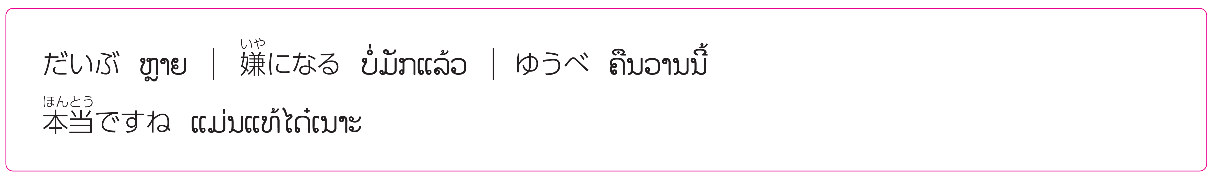 だいぶ ຫຼາຍ | 嫌になる ບໍ່ມັກແລ້ວ | ゆうべ ຄືນວານນີ້
本当ですね ແມ່ນແທ້ໄດ໋ເນາະ
いや
ほんとう